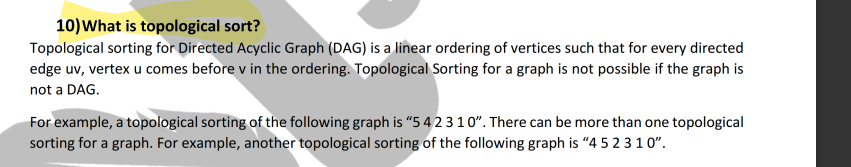 10)What is topological sort?
Topological sorting for Directed Acyclic Graph (DAG) is a linear ordering of vertices such that for every directed
edge uv, vertex u comes before v in the ordering. Topological Sorting for a graph is not possible if the graph is
not a DAG.
For example, a topological sorting of the following graph is “5 4 2 3 1 0”. There can be more than one topological
sorting for a graph. For example, another topological sorting of the following graph is “4 5 2 3 1 0”.